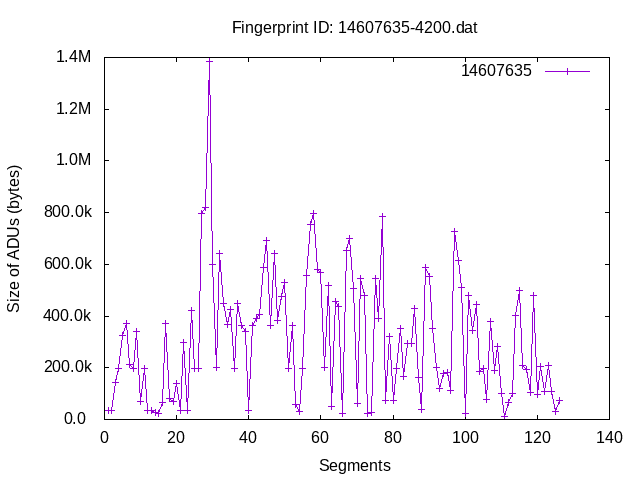 Fingerprint ID: 14607635-4200.dat
1.4M
14607635
1.2M
1.0M
800.0k
600.0k
400.0k
200.0k
0.0
Size of ADUs (bytes)
0 20 40 60 80 100 120 140
Segments